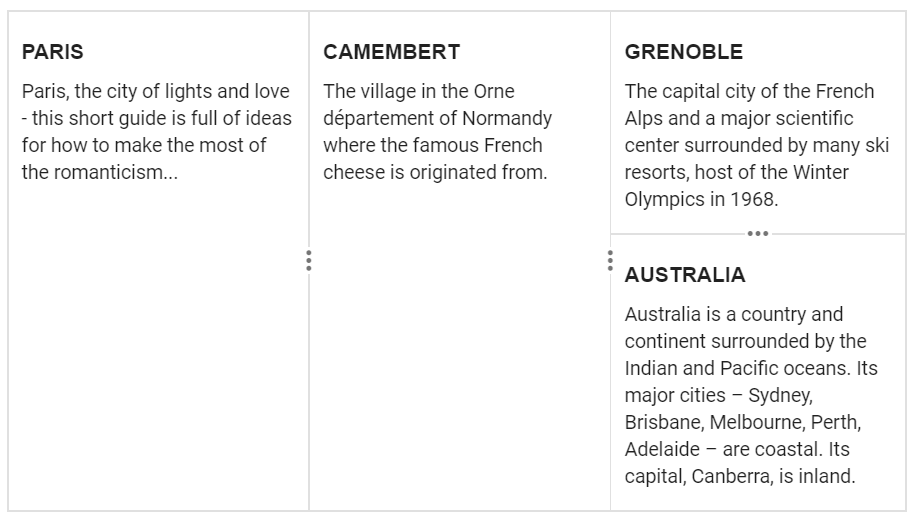 PARIS
Paris, the city of lights and love
- this short guide is full of ideas
for how to make the most of
the romanticism...
CAMEMBERT
The village in the Orne
département of Normandy
where the famous French
cheese is originated from.
GRENOBLE
The capital city of the French
Alps and a major scientific
center surrounded by many ski
resorts, host of the Winter
Olympics in 1968.
AUSTRALIA
Australia is a country and
continent surrounded by the
Indian and Pacific oceans. Its
major cities – Sydney,
Brisbane, Melbourne, Perth,
Adelaide – are coastal. Its
capital, Canberra, is inland.